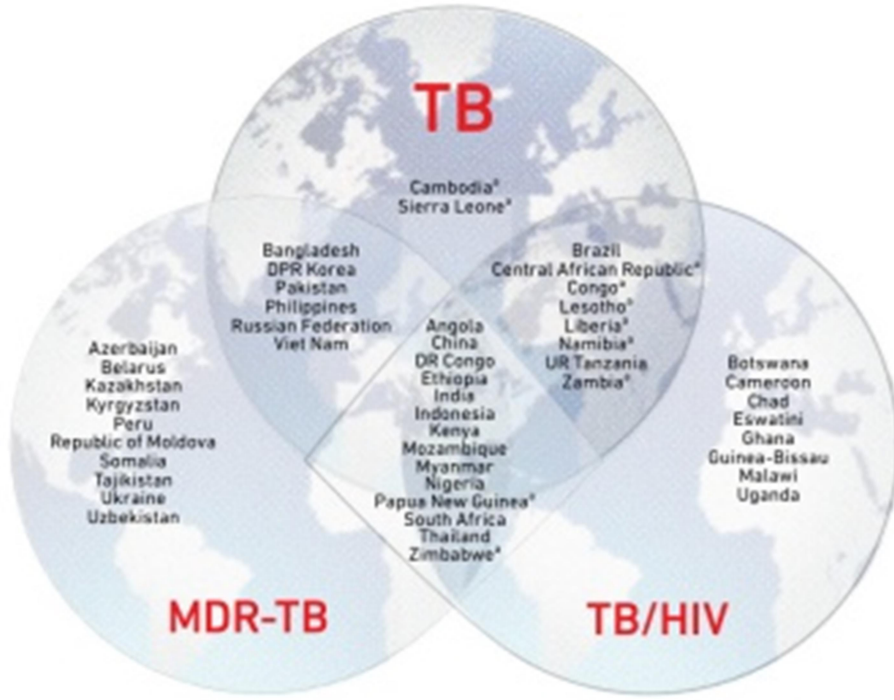 TB
Cambodiaª
Sierra Leoneª
Bangladesh
DPR Korea
Pakistan
Philippines
Russian Federation
Viet Nam
Brazil
Central African Republicª
Congoª
Lesothoª
Liberiaª
Namibiaª
UR Tanzania
Zambiaª
Angola
China
DR Congo
Ethiopia
India
Indonesia
Kenya
Mozambique
Myanmar
Nigeria
Papua New Guineaª
South Africa
Thailand
Zimbabweª
Azerbaijan
Belarus
Kazakhstan
Kyrgyzstan
Peru
Republic of Moldova
Somalia
Tajikistan
Ukraine
Uzbekistan
Botswana
Cameroon
Chad
Eswatini
Ghana
Guinea-Bissau
Malawi
Uganda
MDR-TB
TB/HIV